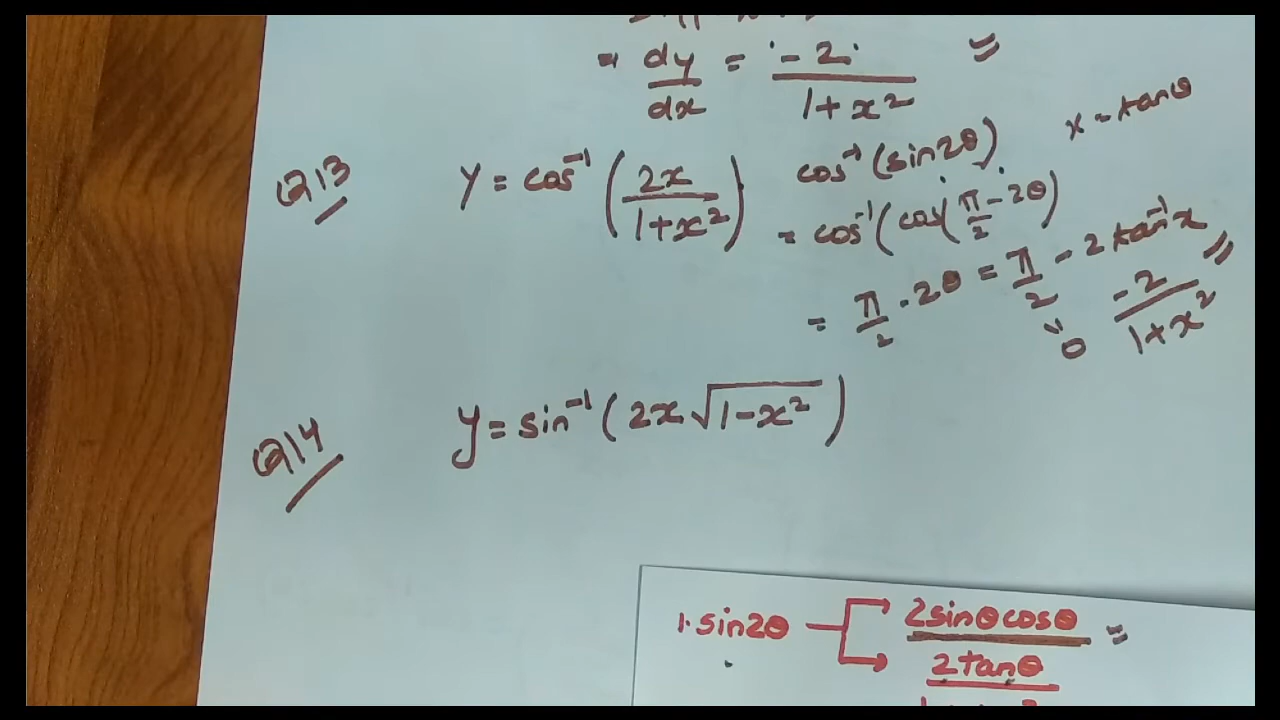 = dy/dx = -2/1+x²
x = tanθ
Q13 y = cos⁻¹(2x/1+x²) cos⁻¹(sin2θ)
= cos⁻¹(cos(π/2 - 2θ)
= π/2 - 2θ = π/2 - 2tan⁻¹x
0 -2/1+x²
Q14 y = sin⁻¹(2x√1-x²)
1. sin2θ → 2sinθcosθ =
→ 2tanθ